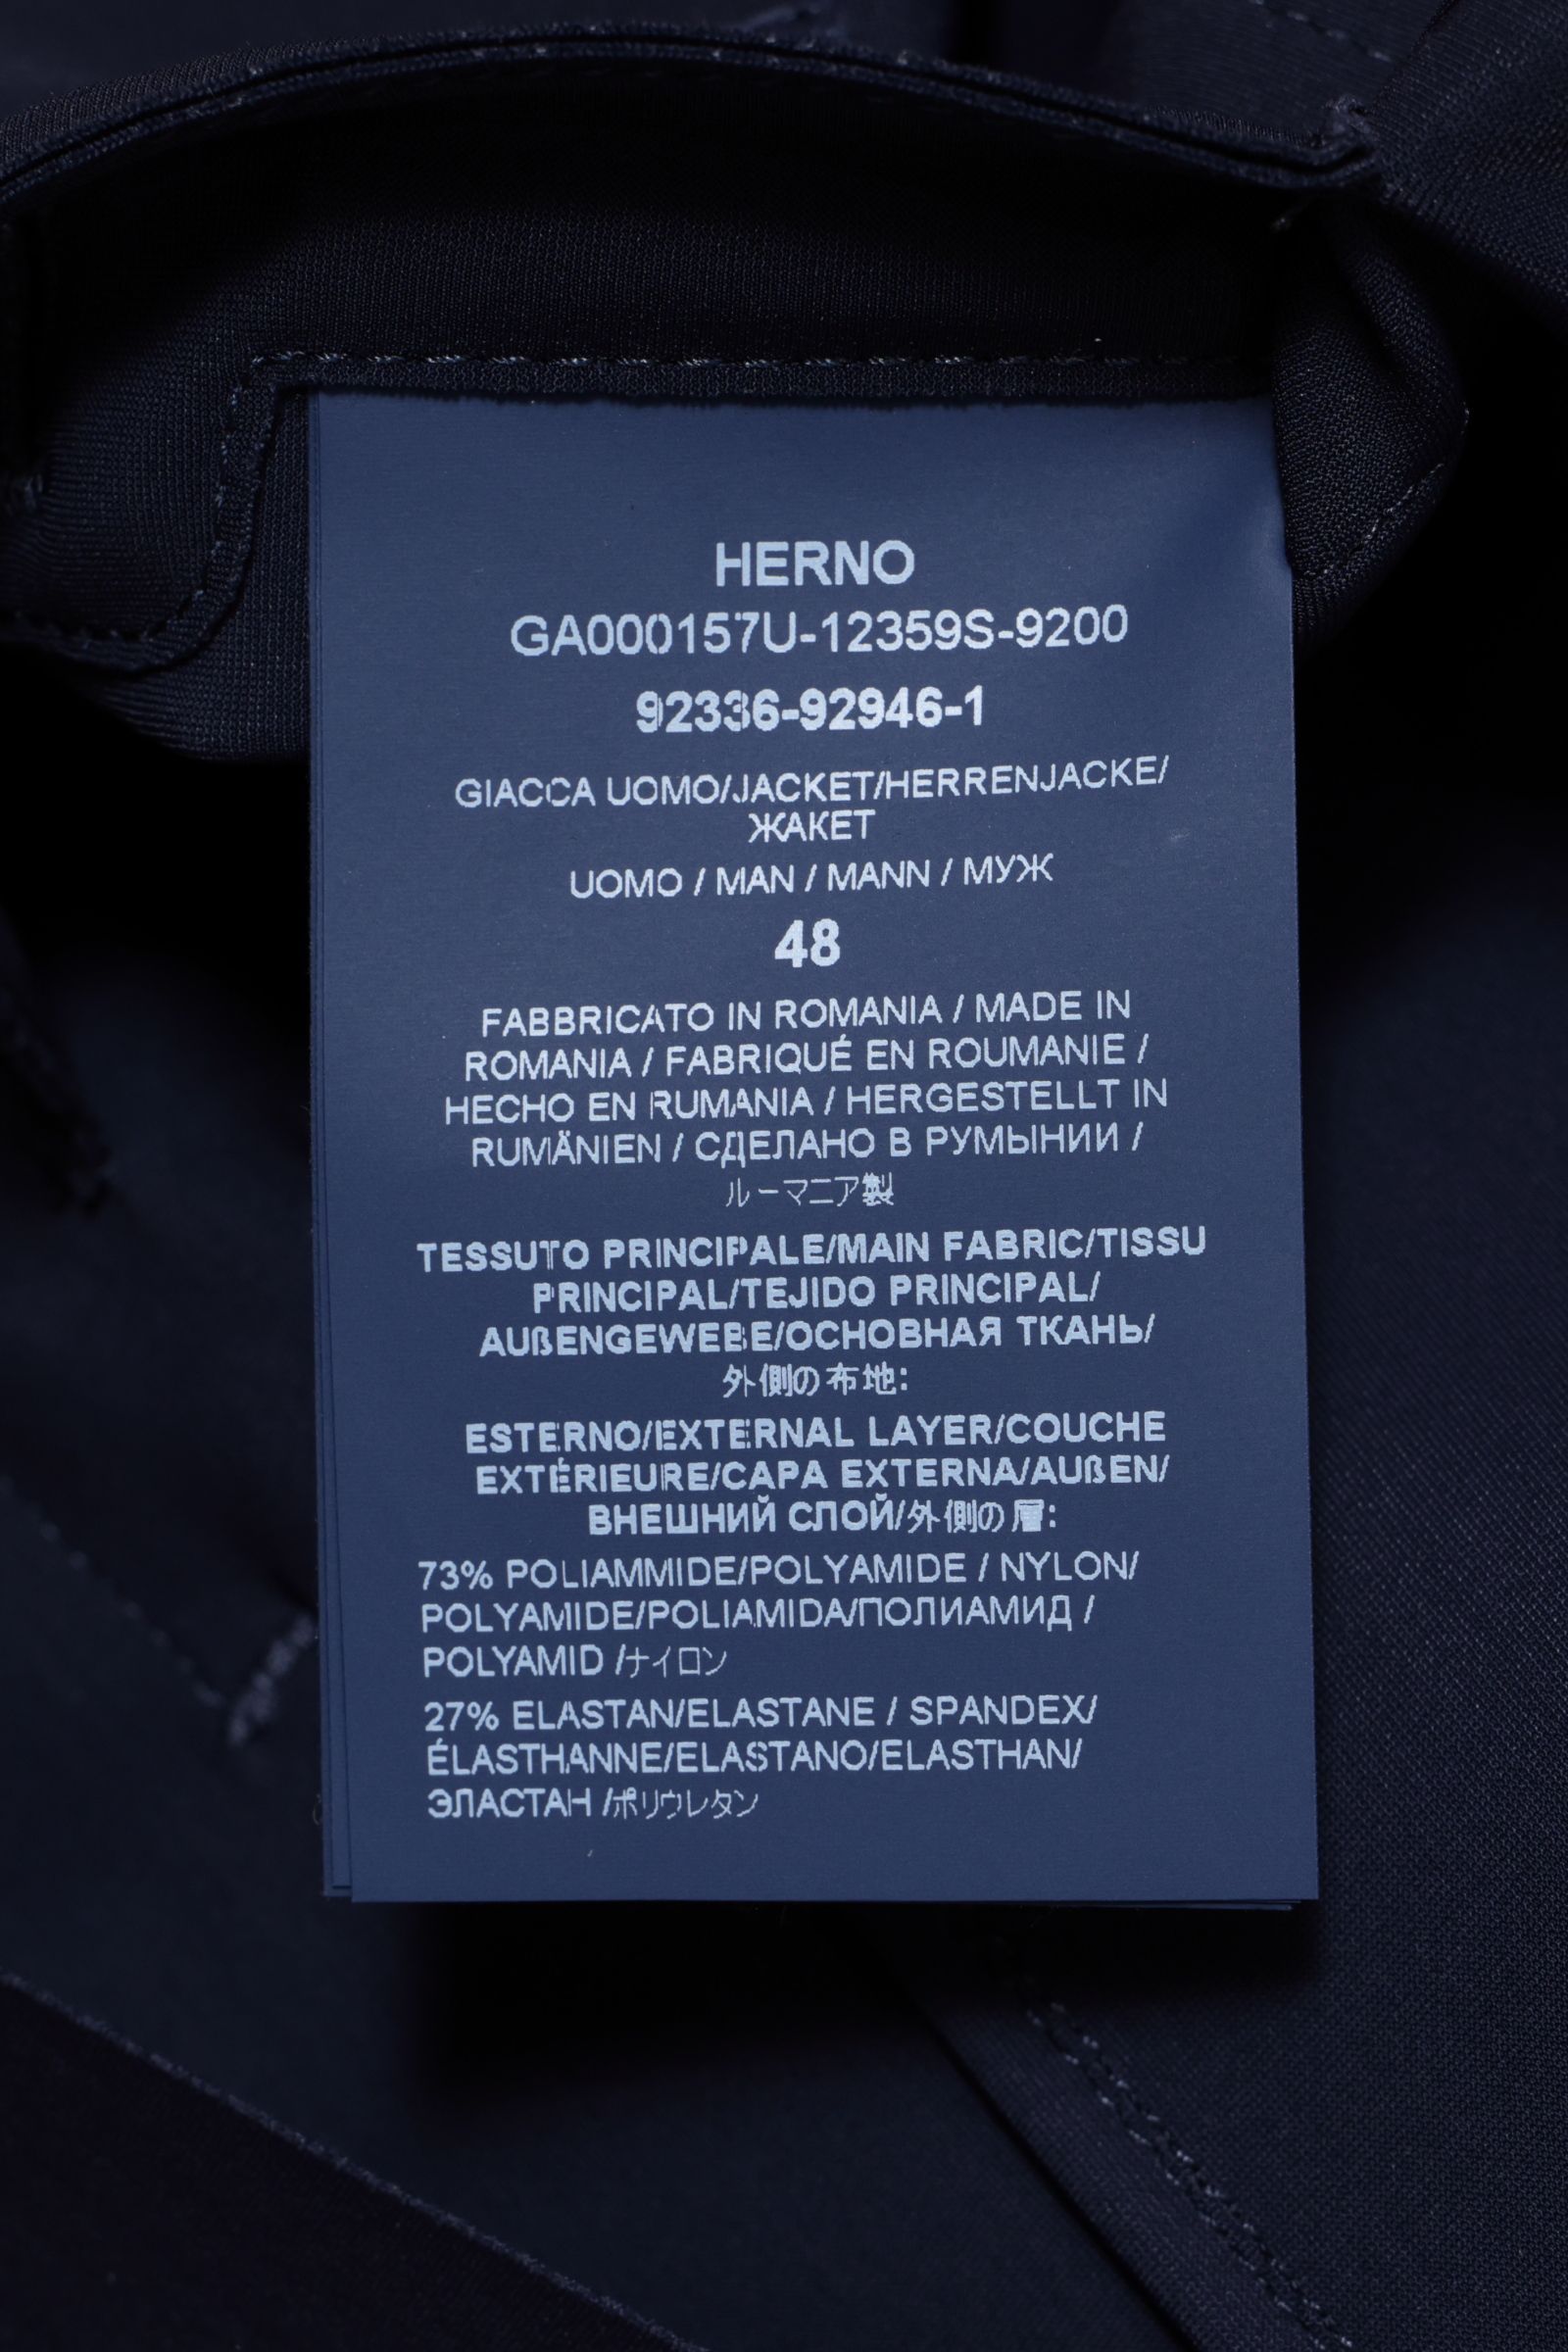 HERNO
GA000157U-12359S-9200
92336-92946-1
GIACCA UOMO/JACKET/HERRENJACKE/
ЖАКЕТ
UOMO / MAN / MANN / МУЖ
48
FABBRICATO IN ROMANIA / MADE IN
ROMANIA / FABRIQUÉ EN ROUMANIE /
HECHO EN RUMANIA / HERGESTELLT IN
RUMÄNIEN / СДЕЛАНО В РУМЫНИИ /
ルーマニア製
TESSUTO PRINCIPALE/MAIN FABRIC/TISSU
PRINCIPAL/TEJIDO PRINCIPAL/
AUßENGEWEBE/ОСНОВНАЯ ТКАНЬ/
外側の布地:
ESTERNO/EXTERNAL LAYER/COUCHE
EXTÉRIEURE/CAPA EXTERNA/AUßEN/
ВНЕШНИЙ СЛОЙ/外側の層:
73% POLIAMMIDE/POLYAMIDE / NYLON/
POLYAMIDE/POLIAMIDA/ПОЛИАМИД /
POLYAMID /ナイロン
27% ELASTAN/ELASTANE / SPANDEX/
ÉLASTHANNE/ELASTANO/ELASTHAN/
ЭЛАСТАН /ポリウレタン